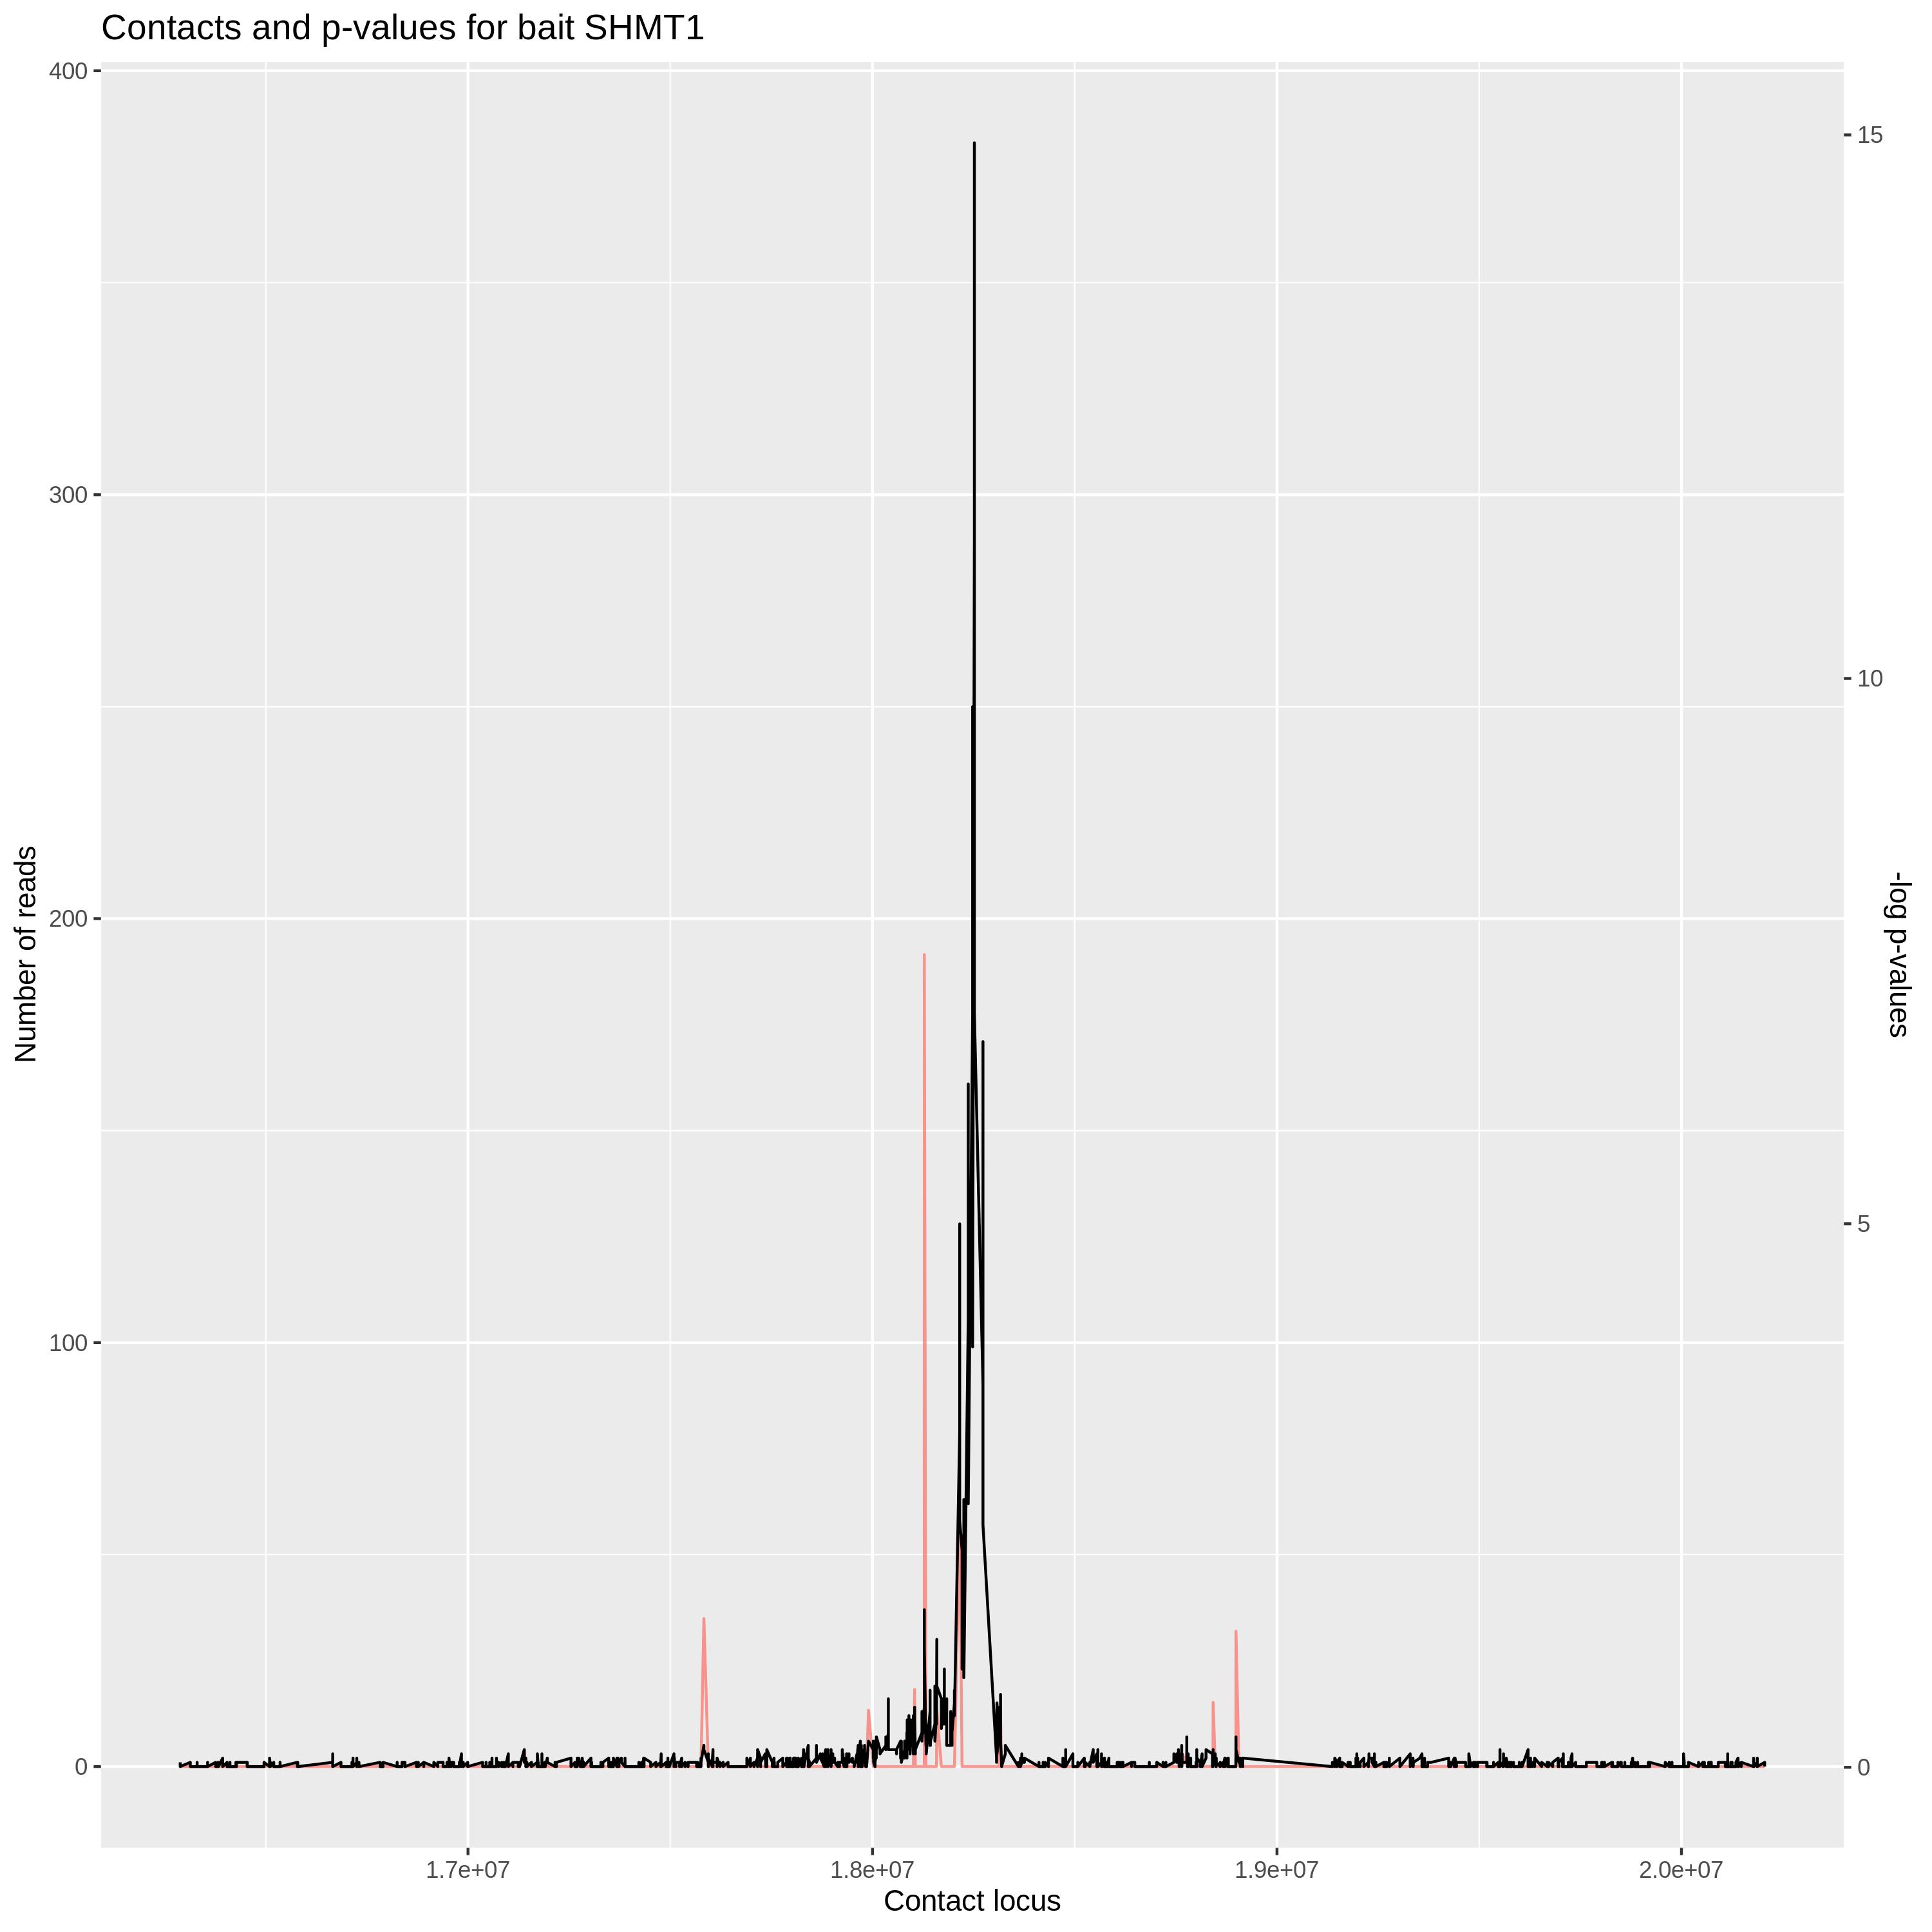 Contacts and p-values for bait SHMT1
400
300
200
100
0
Number of reads
15
10
5
0
-log p-values
1.7e+07 1.8e+07 1.9e+07 2.0e+07
Contact locus